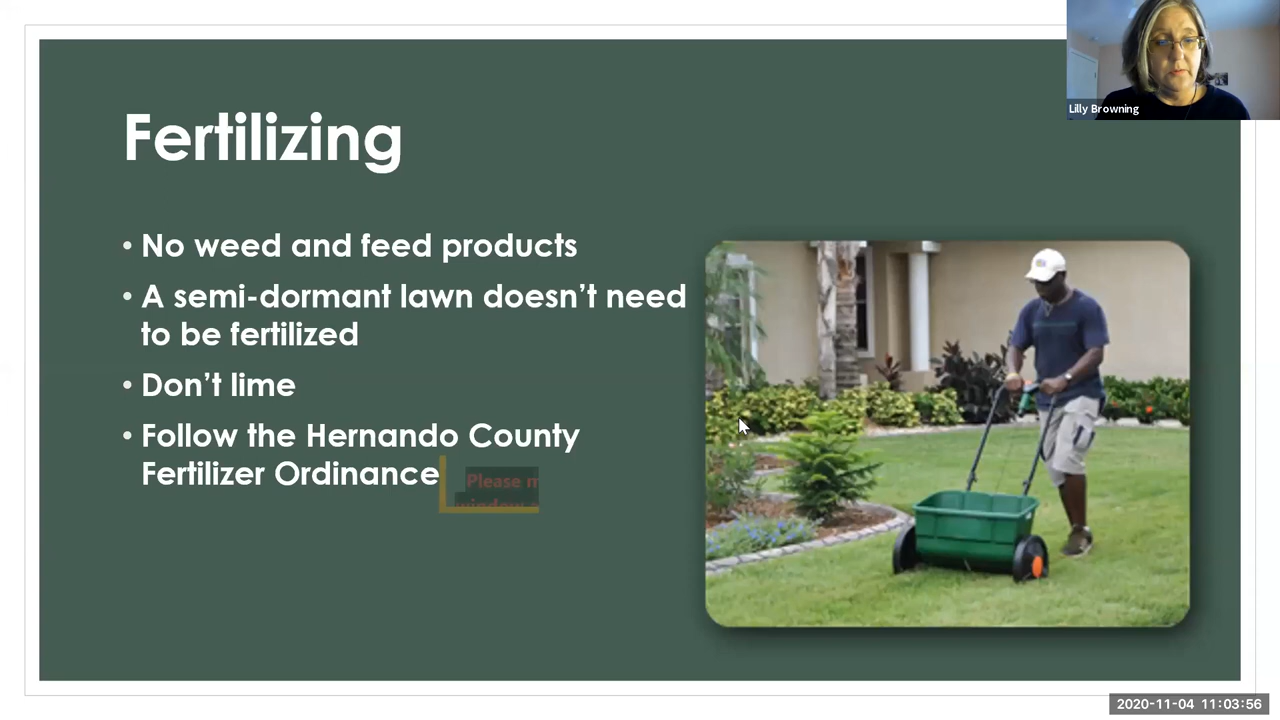 Lilly Browning
Fertilizing
• No weed and feed products
• A semi-dormant lawn doesn’t need
to be fertilized
• Don’t lime
• Follow the Hernando County
Fertilizer Ordinance
Please
2020-11-04 11:03:56